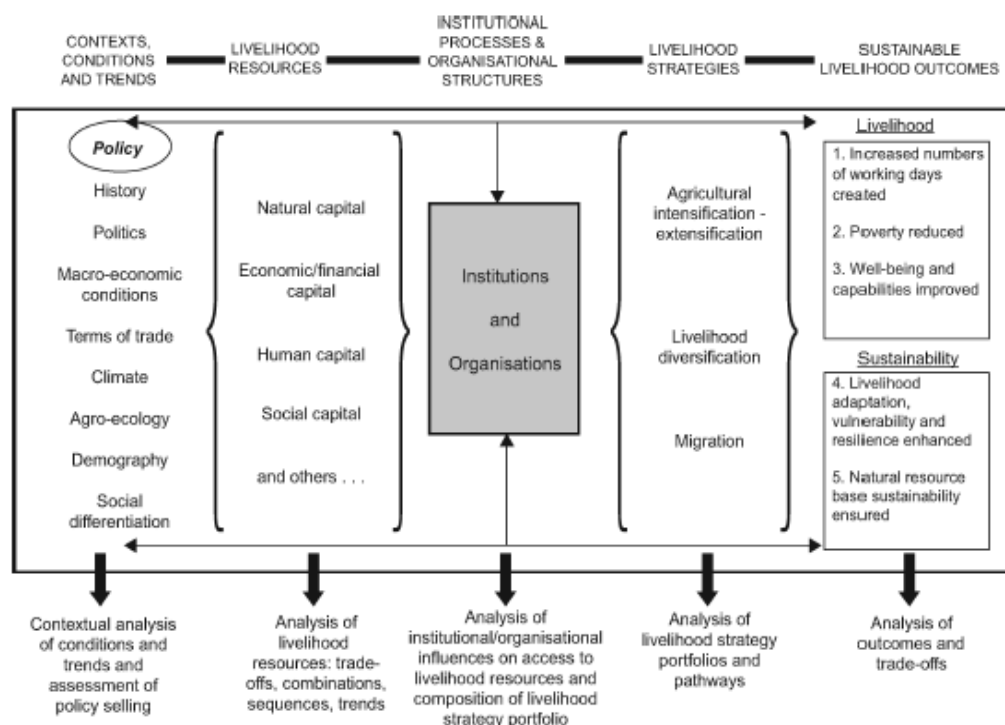 CONTEXTS,
CONDITIONS
AND TRENDS
LIVELIHOOD
RESOURCES
INSTITUTIONAL
PROCESSES &
ORGANISATIONAL
STRUCTURES
LIVELIHOOD
STRATEGIES
SUSTAINABLE
LIVELIHOOD OUTCOMES
Policy
History
Politics
Macro-economic
conditions
Terms of trade
Climate
Agro-ecology
Demography
Social
differentiation
Natural capital
Economic/financial
capital
Human capital
Social capital
and others . . .
Institutions
and
Organisations
Agricultural
intensification -
extensification
Livelihood
diversification
Migration
Livelihood
1. Increased numbers
of working days
created
2. Poverty reduced
3. Well-being and
capabilities improved
Sustainability
4. Livelihood
adaptation,
vulnerability and
resilience enhanced
5. Natural resource
base sustainability
ensured
Contextual analysis
of conditions and
trends and
assessment of
policy selling
Analysis of
livelihood
resources: trade-
offs, combinations,
sequences, trends
Analysis of
institutional/organisational
influences on access to
livelihood resources and
composition of livelihood
strategy portfolio
Analysis of
livelihood strategy
portfolios and
pathways
Analysis of
outcomes and
trade-offs